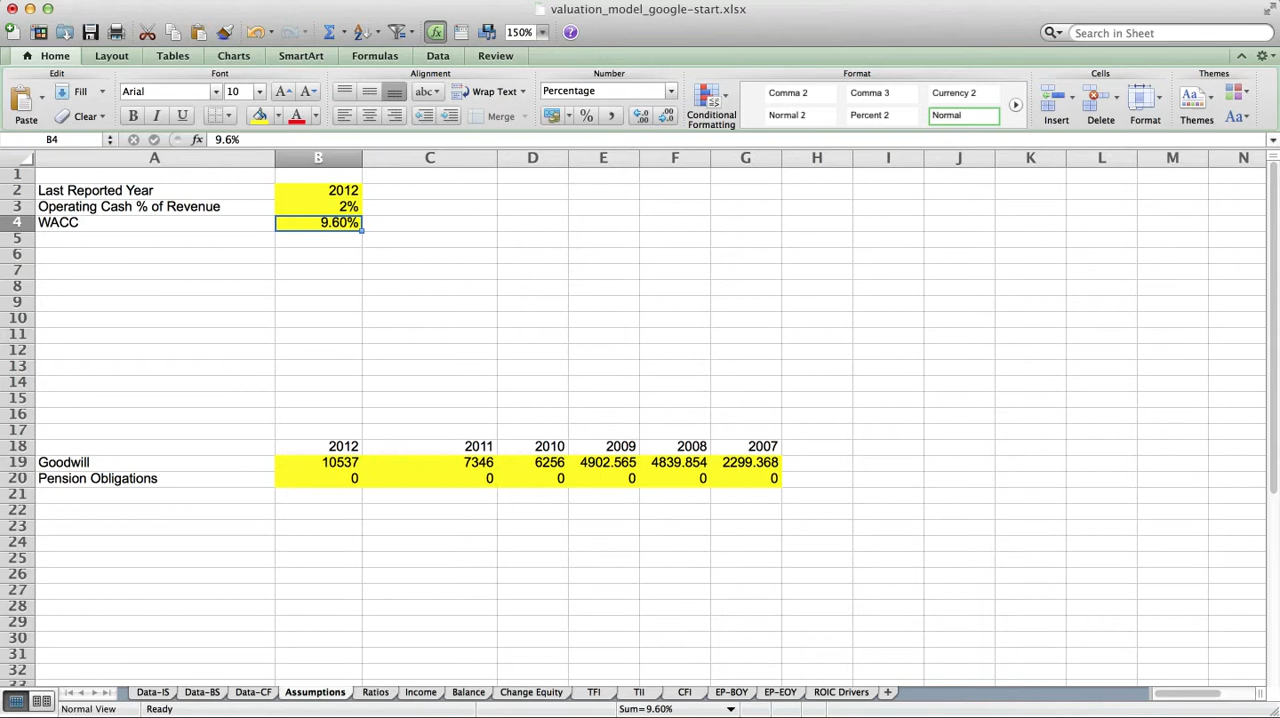 valuation_model_google-start.xlsx
150%
Search in Sheet
Home Layout Tables Charts SmartArt Formulas Data Review
Edit Font Alignment Number Format Cells Themes
Fill Arial 10 abc Wrap Text Percentage Comma 2 Comma 3 Currency 2
Paste Clear B I U A Merge % Conditional Formatting Normal 2 Percent 2 Normal Insert Delete Format Themes Aa
B4 fx 9.6%
A B C D E F G H I J K L M N
1
2 Last Reported Year 2012
3 Operating Cash % of Revenue 2%
4 WACC 9.60%
5
6
7
8
9
10
11
12
13
14
15
16
17
18 2012 2011 2010 2009 2008 2007
19 Goodwill 10537 7346 6256 4902.565 4839.854 2299.368
20 Pension Obligations 0 0 0 0 0 0
21
22
23
24
25
26
27
28
29
30
31
32
Data-IS Data-BS Data-CF Assumptions Ratios Income Balance Change Equity TFI TII CFI EP-BOY EP-EOY ROIC Drivers +
Normal View Ready Sum=9.60%